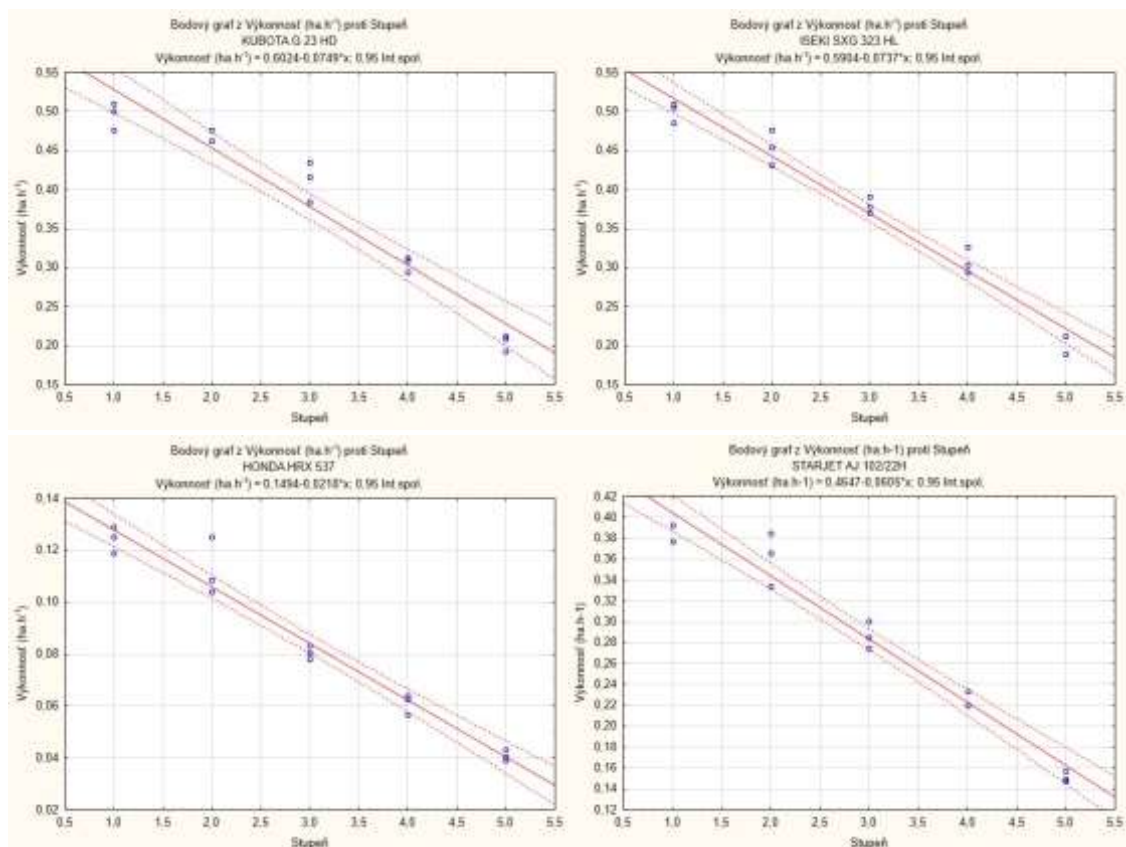 Bodový graf z Výkonnosť (ha.h⁻¹) proti Stupeň
KUBOTA G 23 HD
Výkonnosť (ha.h⁻¹) = 0.6024-0.0749*x; 0.95 Int.spol.
0.55
0.50
0.45
0.40
0.35
0.30
0.25
0.20
0.15
Výkonnosť (ha.h⁻¹)
0.5 1.0 1.5 2.0 2.5 3.0 3.5 4.0 4.5 5.0 5.5
Stupeň
Bodový graf z Výkonnosť (ha.h⁻¹) proti Stupeň
ISEKI SXG 323 HL
Výkonnosť (ha.h⁻¹) = 0.5904-0.0737*x; 0.95 Int.spol.
0.55
0.50
0.45
0.40
0.35
0.30
0.25
0.20
0.15
Výkonnosť (ha.h⁻¹)
0.5 1.0 1.5 2.0 2.5 3.0 3.5 4.0 4.5 5.0 5.5
Stupeň
Bodový graf z Výkonnosť (ha.h⁻¹) proti Stupeň
HONDA HRX 537
Výkonnosť (ha.h⁻¹) = 0.1494-0.0218*x; 0.95 Int.spol.
0.14
0.12
0.10
0.08
0.06
0.04
0.02
Výkonnosť (ha.h⁻¹)
0.5 1.0 1.5 2.0 2.5 3.0 3.5 4.0 4.5 5.0 5.5
Stupeň
Bodový graf z Výkonnosť (ha.h-1) proti Stupeň
STARJET AJ 102/22H
Výkonnosť (ha.h-1) = 0.4647-0.0605*x; 0.95 Int.spol.
0.42
0.40
0.38
0.36
0.34
0.32
0.30
0.28
0.26
0.24
0.22
0.20
0.18
0.16
0.14
0.12
Výkonnosť (ha.h-1)
0.5 1.0 1.5 2.0 2.5 3.0 3.5 4.0 4.5 5.0 5.5
Stupeň